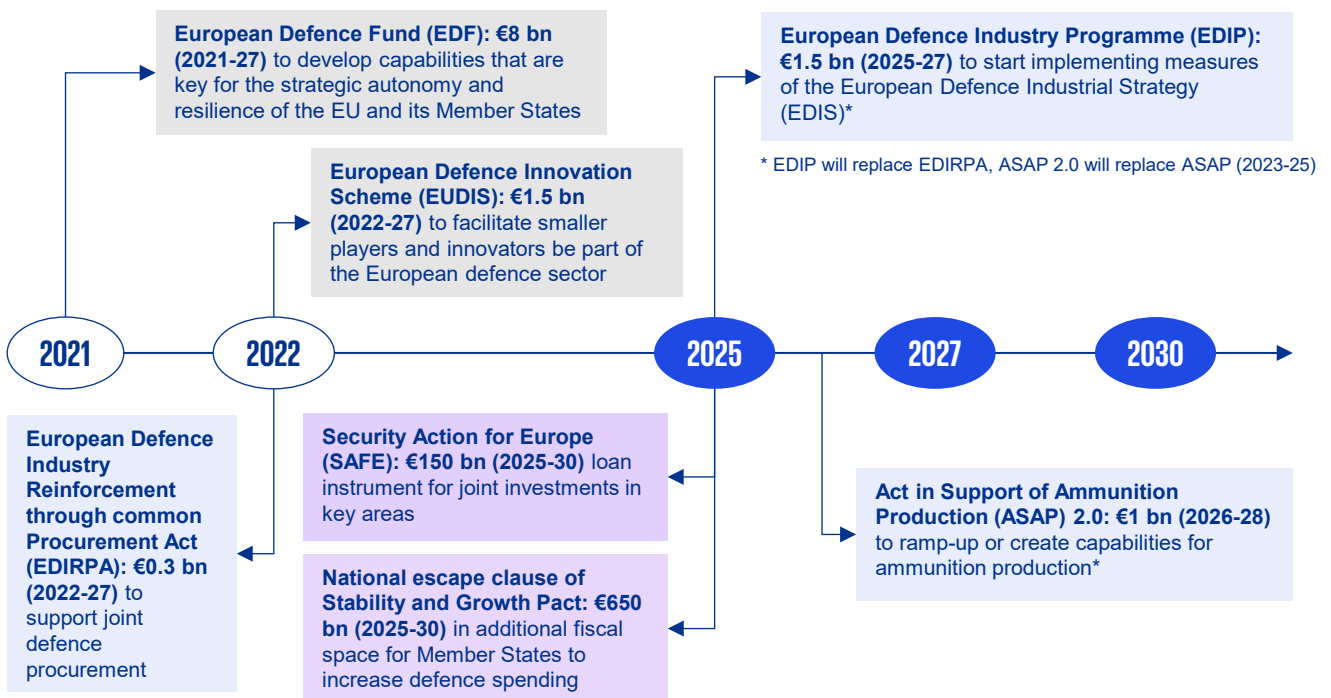 European Defence Fund (EDF): €8 bn
(2021-27) to develop capabilities that are
key for the strategic autonomy and
resilience of the EU and its Member States
European Defence Industry Programme (EDIP):
€1.5 bn (2025-27) to start implementing measures
of the European Defence Industrial Strategy
(EDIS)*
* EDIP will replace EDIRPA, ASAP 2.0 will replace ASAP (2023-25)
European Defence Innovation
Scheme (EUDIS): €1.5 bn
(2022-27) to facilitate smaller
players and innovators be part of
the European defence sector
2021
2022
2025
2027
2030
European Defence
Industry
Reinforcement
through common
Procurement Act
(EDIRPA): €0.3 bn
(2022-27) to
support joint
defence
procurement
Security Action for Europe
(SAFE): €150 bn (2025-30) loan
instrument for joint investments in
key areas
National escape clause of
Stability and Growth Pact: €650
bn (2025-30) in additional fiscal
space for Member States to
increase defence spending
Act in Support of Ammunition
Production (ASAP) 2.0: €1 bn (2026-28)
to ramp-up or create capabilities for
ammunition production*